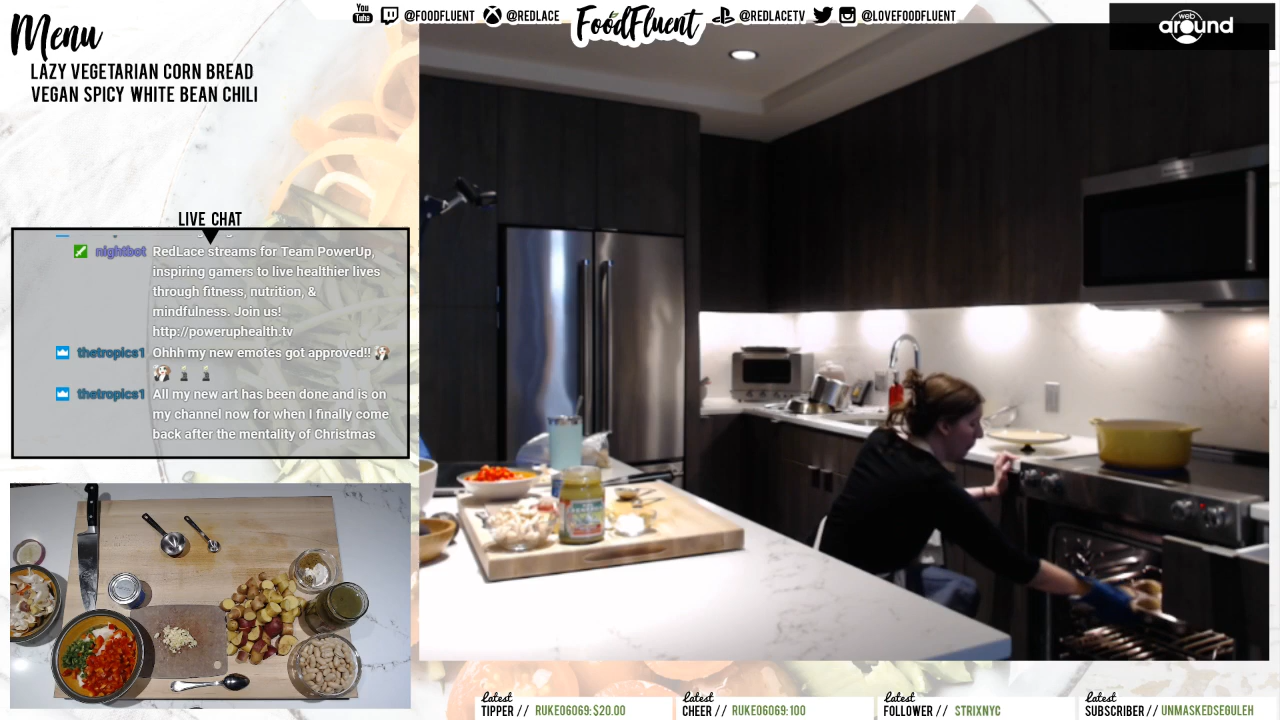 Menu
LAZY VEGETARIAN CORN BREAD
VEGAN SPICY WHITE BEAN CHILI
You Tube @FOODFLUENT @REDLACE FoodFluent @REDLACETV @LOVEFOODFLUENT
web around
LIVE CHAT
nightbot RedLace streams for Team PowerUp,
inspiring gamers to live healthier lives
through fitness, nutrition, &
mindfulness. Join us!
http://poweruphealth.tv
thetropics1 Ohhh my new emotes got approved!!
thetropics1 All my new art has been done and is on
my channel now for when I finally come
back after the mentality of Christmas
latest
TIPPER // RUKE06069: $20.00
latest
CHEER // RUKE06069: 100
latest
FOLLOWER // STRIXNYC
latest
SUBSCRIBER // UNMASKEDSEGULEH